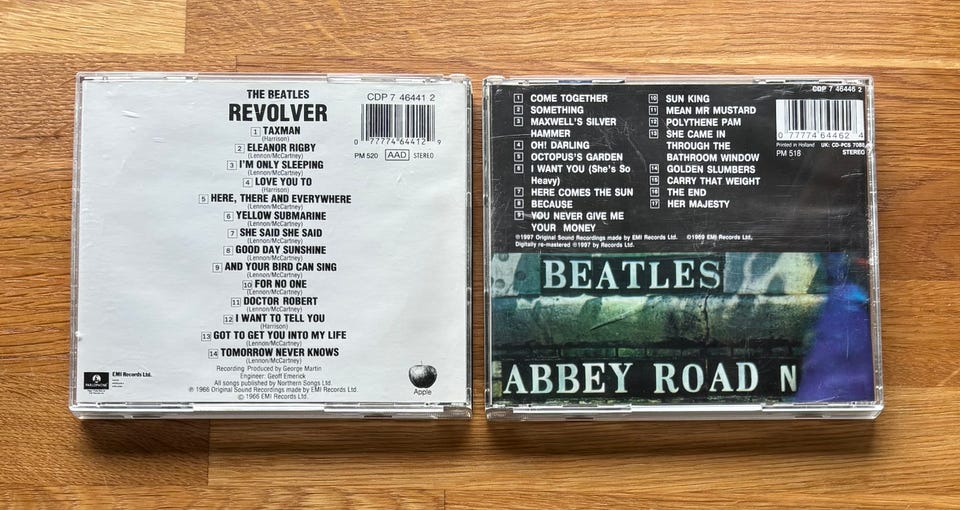 THE BEATLES
REVOLVER
1 TAXMAN
(Harrison)
2 ELEANOR RIGBY
(Lennon/McCartney)
3 I'M ONLY SLEEPING
(Lennon/McCartney)
4 LOVE YOU TO
(Harrison)
5 HERE, THERE AND EVERYWHERE
(Lennon/McCartney)
6 YELLOW SUBMARINE
(Lennon/McCartney)
7 SHE SAID SHE SAID
(Lennon/McCartney)
8 GOOD DAY SUNSHINE
(Lennon/McCartney)
9 AND YOUR BIRD CAN SING
(Lennon/McCartney)
10 FOR NO ONE
(Lennon/McCartney)
11 DOCTOR ROBERT
(Lennon/McCartney)
12 I WANT TO TELL YOU
(Harrison)
13 GOT TO GET YOU INTO MY LIFE
(Lennon/McCartney)
14 TOMORROW NEVER KNOWS
(Lennon/McCartney)
Recording Produced by George Martin
Engineer: Geoff Emerick
All songs published by Northern Songs Ltd.
℗ 1966 Original Sound Recordings made by EMI Records Ltd.
© 1966 EMI Records Ltd.
CDP 7 46441 2
0 77774 64412 9
PM 520 AAD STEREO
PARLOPHONE
EMI Records Ltd.
Apple
1 COME TOGETHER
2 SOMETHING
3 MAXWELL'S SILVER
HAMMER
4 OH! DARLING
5 OCTOPUS'S GARDEN
6 I WANT YOU (She's So
Heavy)
7 HERE COMES THE SUN
8 BECAUSE
9 YOU NEVER GIVE ME
YOUR MONEY
10 SUN KING
11 MEAN MR MUSTARD
12 POLYTHENE PAM
13 SHE CAME IN
THROUGH THE
BATHROOM WINDOW
14 GOLDEN SLUMBERS
15 CARRY THAT WEIGHT
16 THE END
17 HER MAJESTY
CDP 7 46446 2
0 77774 64462 4
Printed in Holland UK: CD-PCS 7088
PM 518 STEREO
℗1997 Original Sound Recordings made by EMI Records Ltd. ©1969 EMI Records Ltd.
Digitally re-mastered ℗1997 by Records Ltd.
BEATLES
ABBEY ROAD N